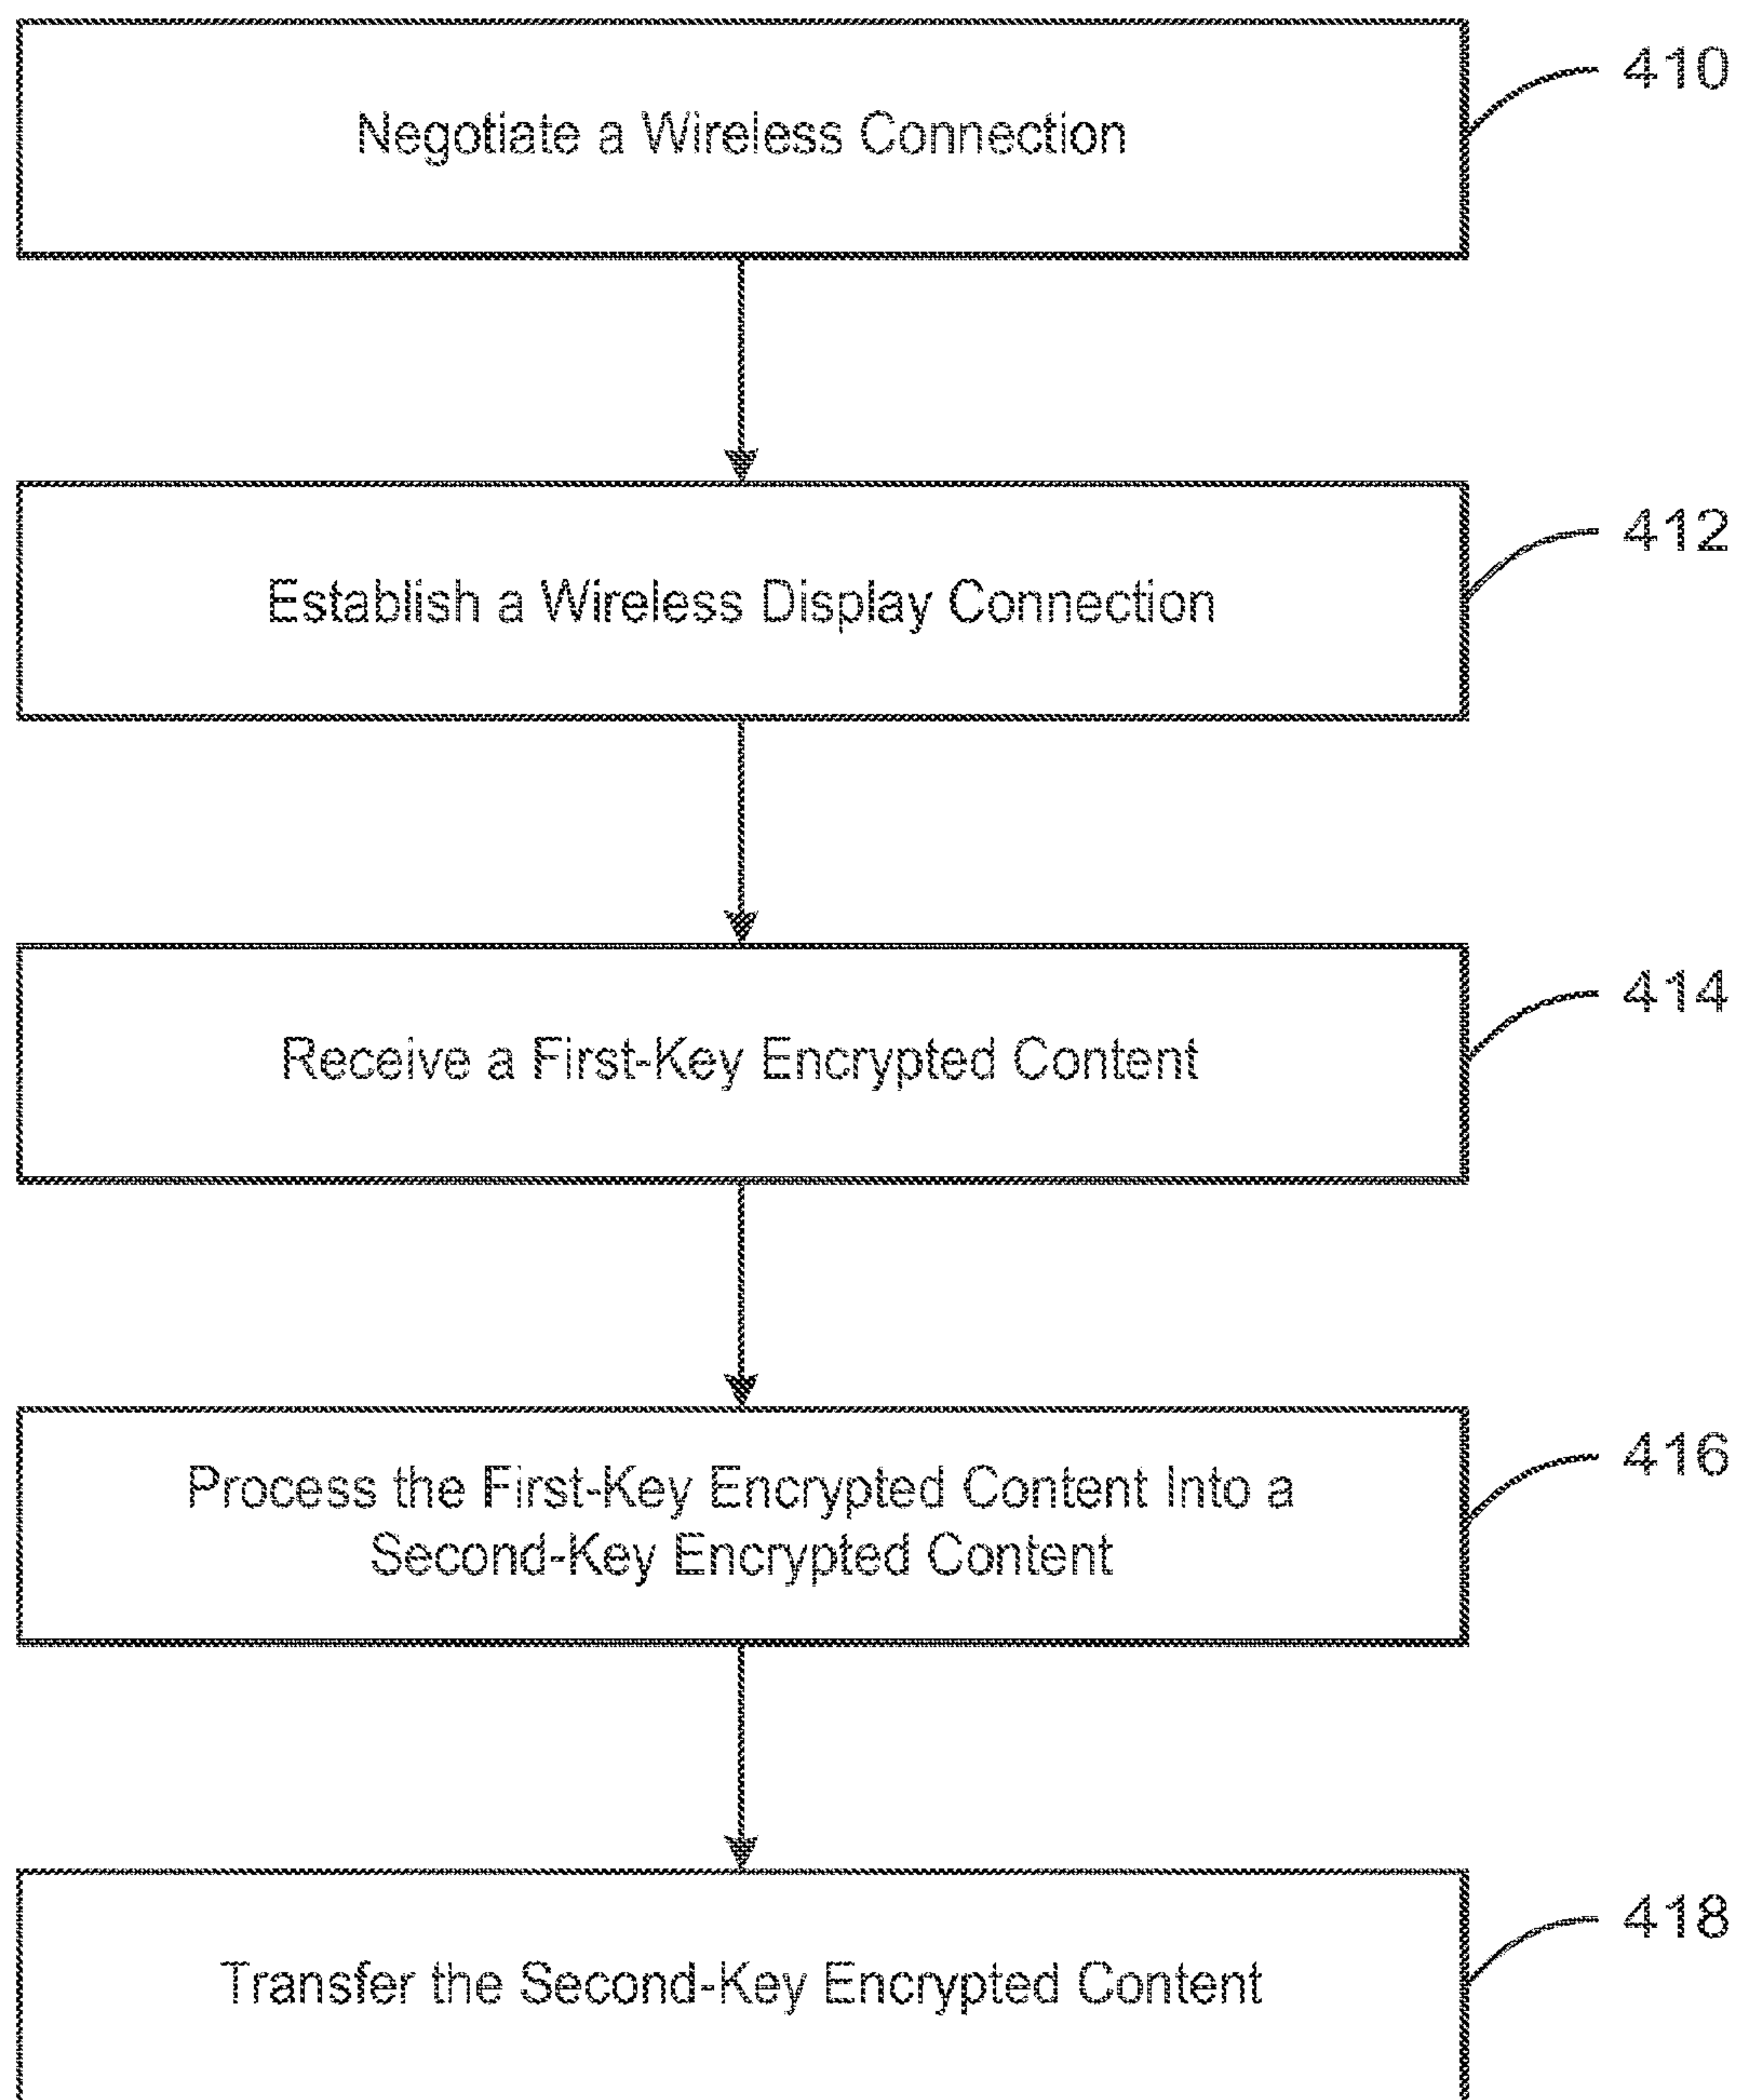 Negotiate a Wireless Connection
410
Establish a Wireless Display Connection
412
Receive a First-Key Encrypted Content
414
Process the First-Key Encrypted Content Into a
Second-Key Encrypted Content
416
Transfer the Second-Key Encrypted Content
418